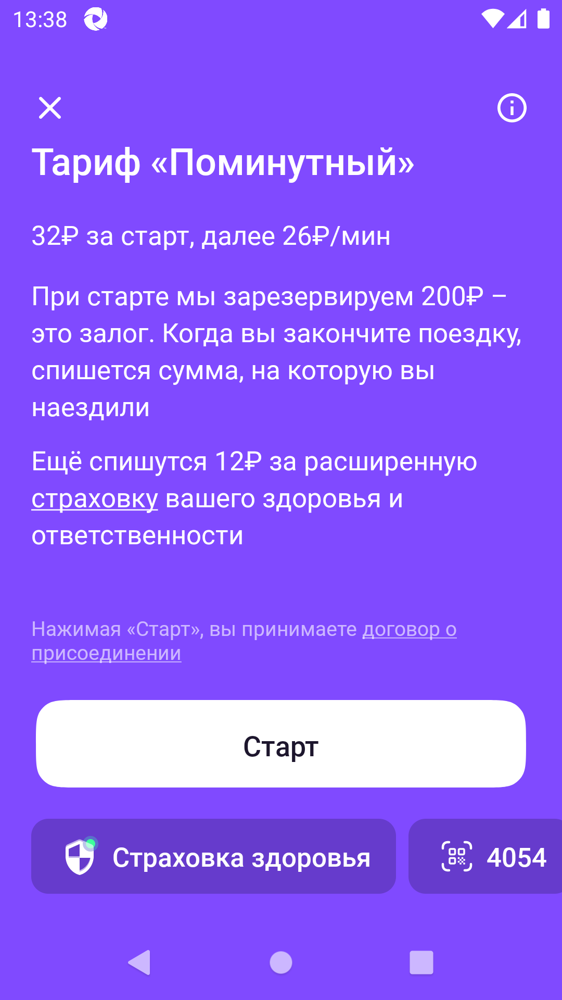 13:38
Тариф «Поминутный»
32₽ за старт, далее 26₽/мин
При старте мы зарезервируем 200₽ –
это залог. Когда вы закончите поездку,
спишется сумма, на которую вы
наездили
Ещё спишутся 12₽ за расширенную
страховку вашего здоровья и
ответственности
Нажимая «Старт», вы принимаете договор о
присоединении
Старт
Страховка здоровья
4054